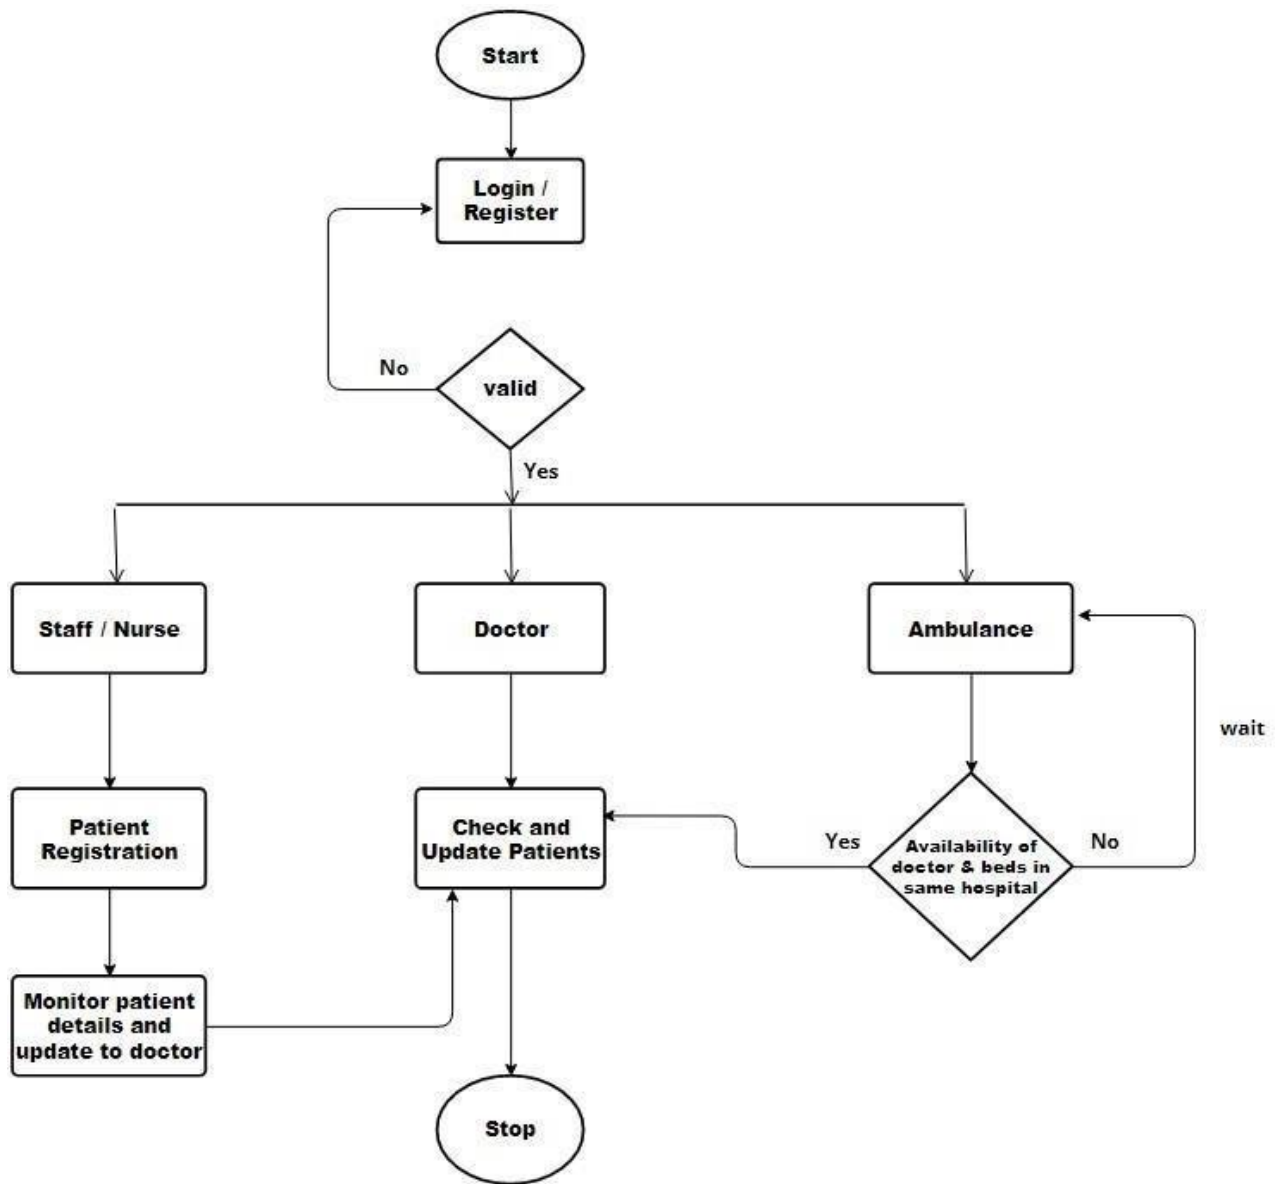 Start
Login /
Register
No
valid
Yes
Staff / Nurse
Doctor
Ambulance
wait
Patient
Registration
Check and
Update Patients
Yes
Availability of
doctor & beds in
same hospital
No
Monitor patient
details and
update to doctor
Stop